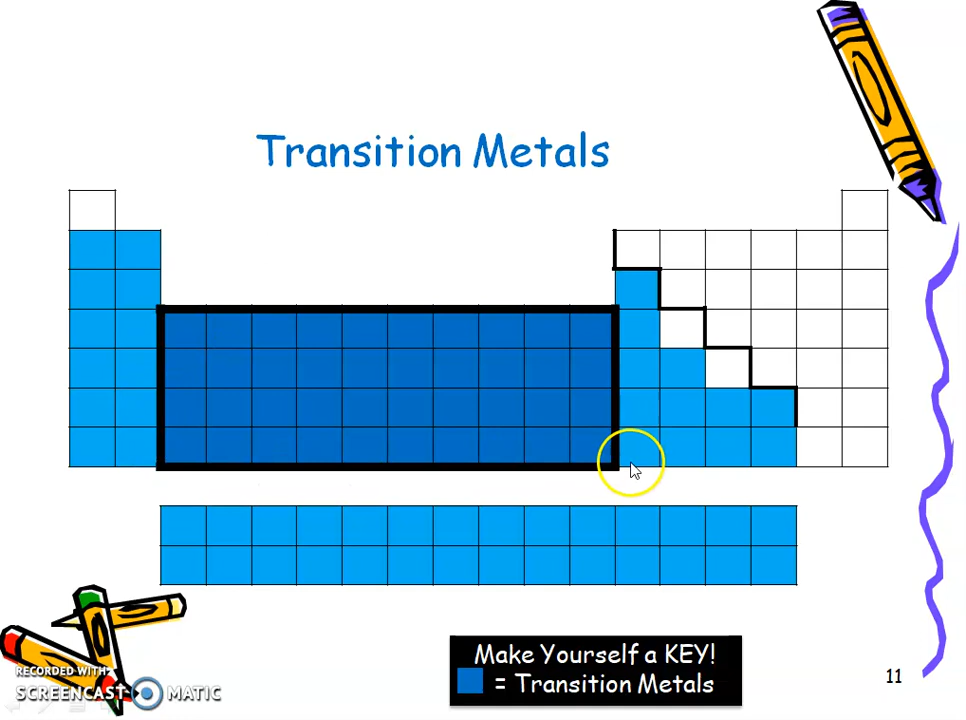 Transition Metals
Make Yourself a KEY!
= Transition Metals
11
RECORDED WITH
SCREENCAST MATIC